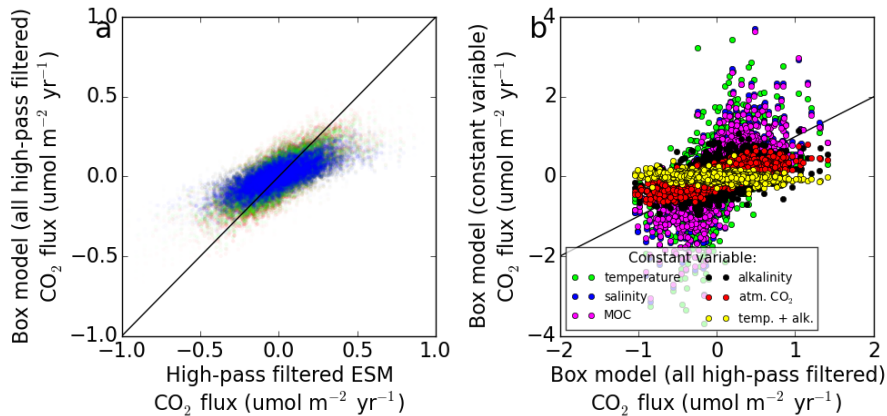 a
Box model (all high-pass filtered)
CO₂ flux (umol m⁻² yr⁻¹)
1.0
0.5
0.0
−0.5
−1.0
−1.0 −0.5 0.0 0.5 1.0
High-pass filtered ESM
CO₂ flux (umol m⁻² yr⁻¹)
b
Box model (constant variable)
CO₂ flux (umol m⁻² yr⁻¹)
4
2
0
−2
−4
Constant variable:
temperature
salinity
MOC
alkalinity
atm. CO₂
temp. + alk.
−2 −1 0 1 2
Box model (all high-pass filtered)
CO₂ flux (umol m⁻² yr⁻¹)